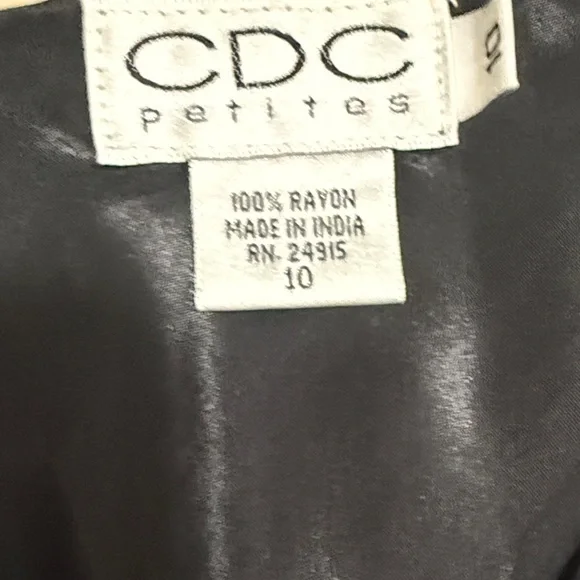 CDC
petites
10
100% RAYON
MADE IN INDIA
RN- 24915
10